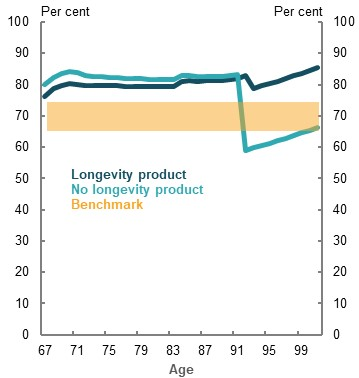 Per cent Per cent
100 100
90 90
80 80
70 70
60 60
Longevity product
50 50
No longevity product
Benchmark
40 40
30 30
20 20
10 10
0 0
67 71 75 79 83 87 91 95 99
Age